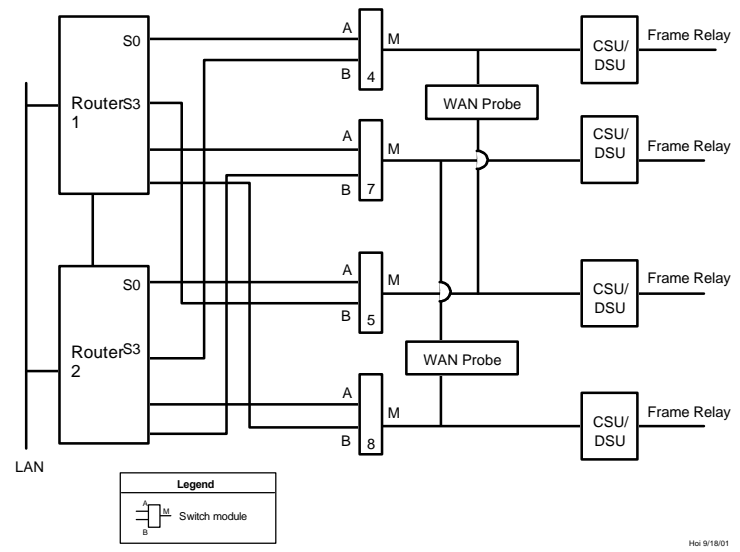 A
S0
M
B
4
CSU/
DSU
Frame Relay
Router
1
S3
WAN Probe
A
M
B
7
CSU/
DSU
Frame Relay
S0
A
M
B
5
CSU/
DSU
Frame Relay
Router
2
S3
WAN Probe
A
M
B
8
CSU/
DSU
Frame Relay
LAN
Legend
A
M
B
Switch module
Hoi 9/18/01